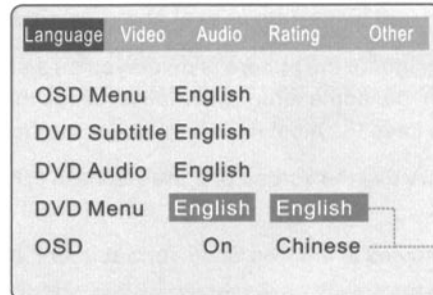 Language Video Audio Rating Other
OSD Menu English
DVD Subtitle English
DVD Audio English
DVD Menu English English
OSD On Chinese